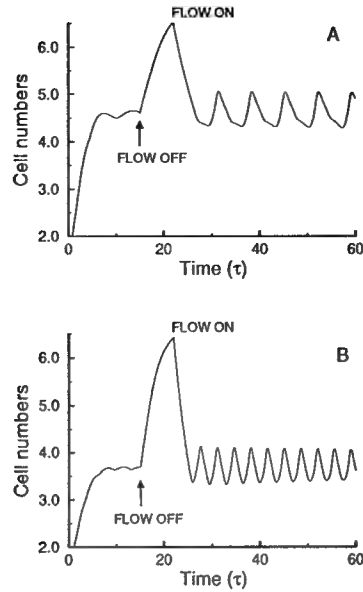 FLOW ON
A
6.0
5.0
4.0
3.0
2.0
Cell numbers
FLOW OFF
0 20 40 60
Time (τ)
FLOW ON
B
6.0
5.0
4.0
3.0
2.0
Cell numbers
FLOW OFF
0 20 40 60
Time (τ)